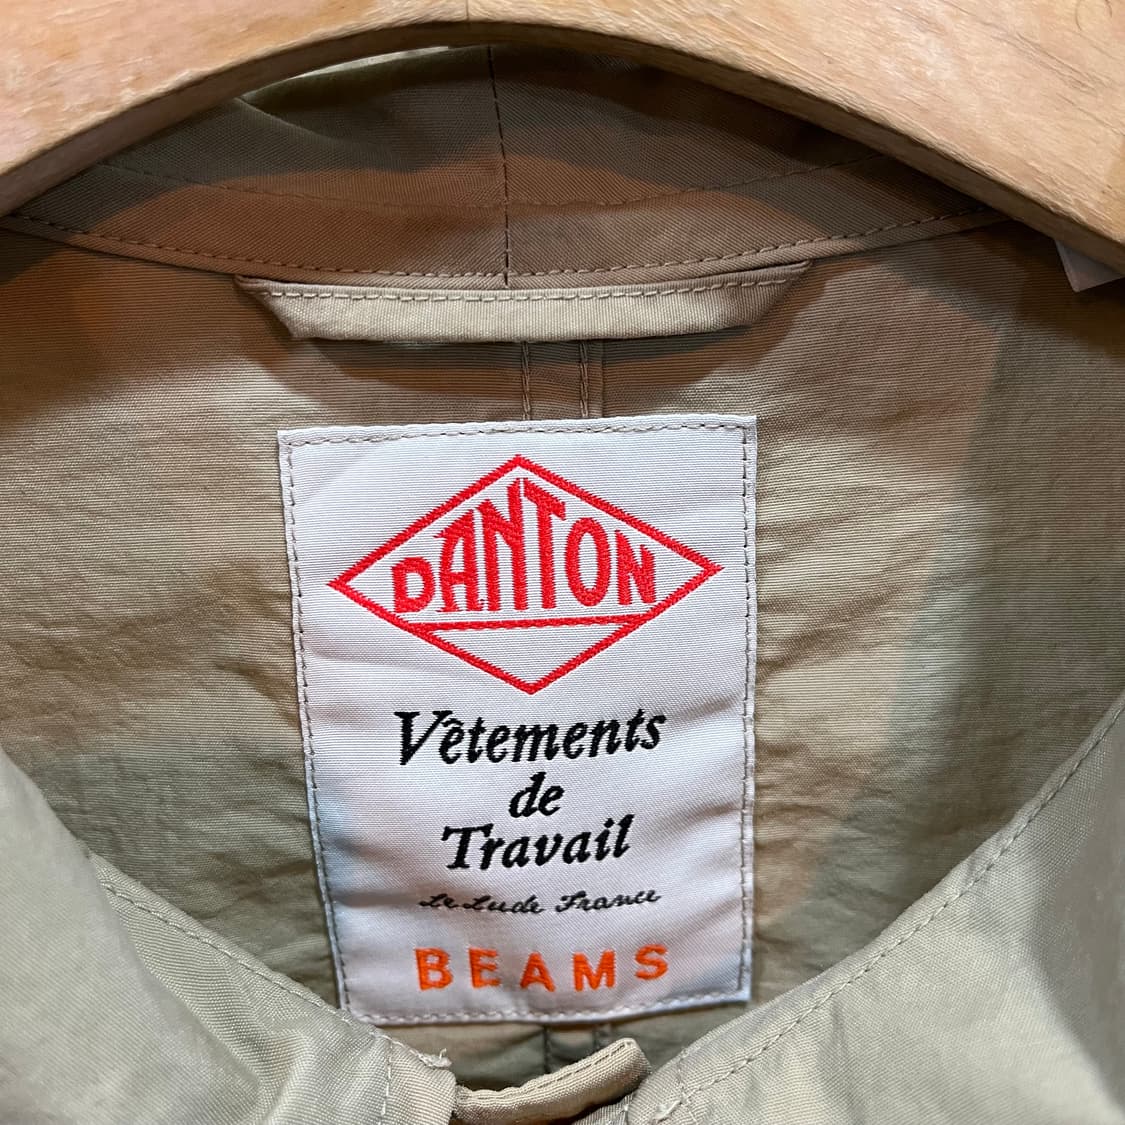 DANTON
Vêtements
de
Travail
Le Lude France
BEAMS